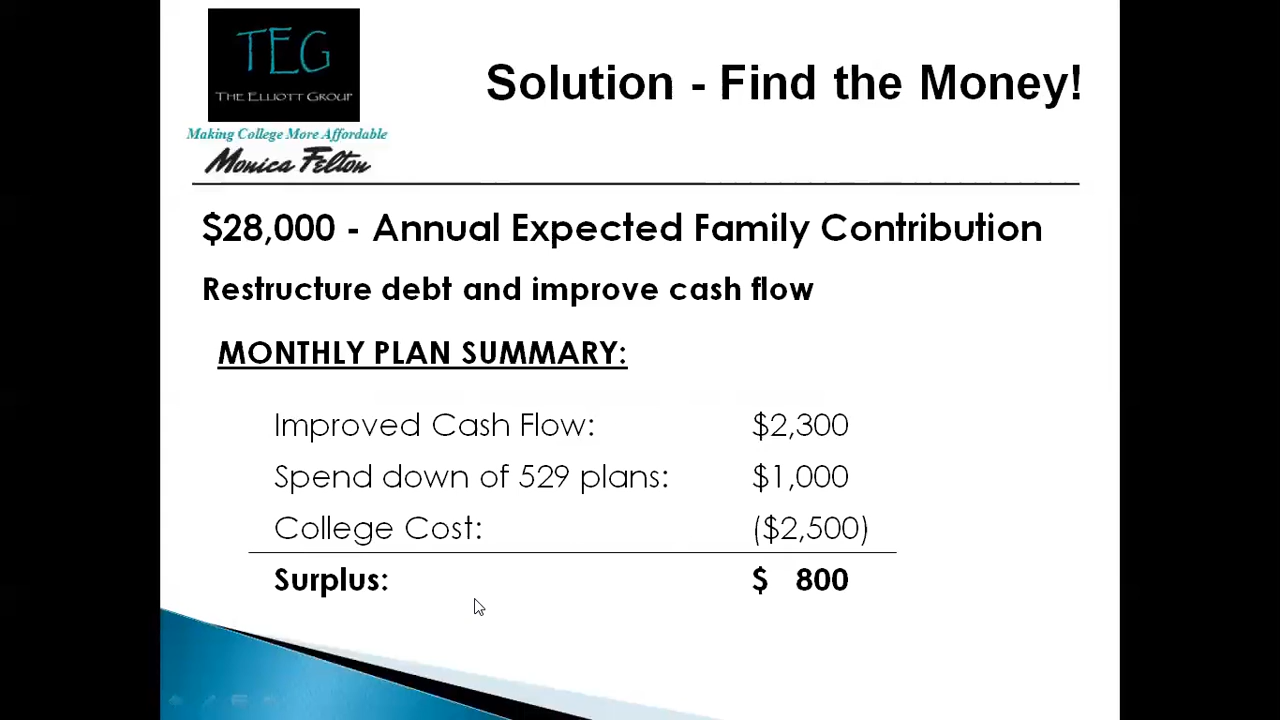 TEG
THE ELLIOTT GROUP
Making College More Affordable
Monica Felton
Solution - Find the Money!
$28,000 - Annual Expected Family Contribution
Restructure debt and improve cash flow
MONTHLY PLAN SUMMARY:
Improved Cash Flow: $2,300
Spend down of 529 plans: $1,000
College Cost: ($2,500)
Surplus: $ 800